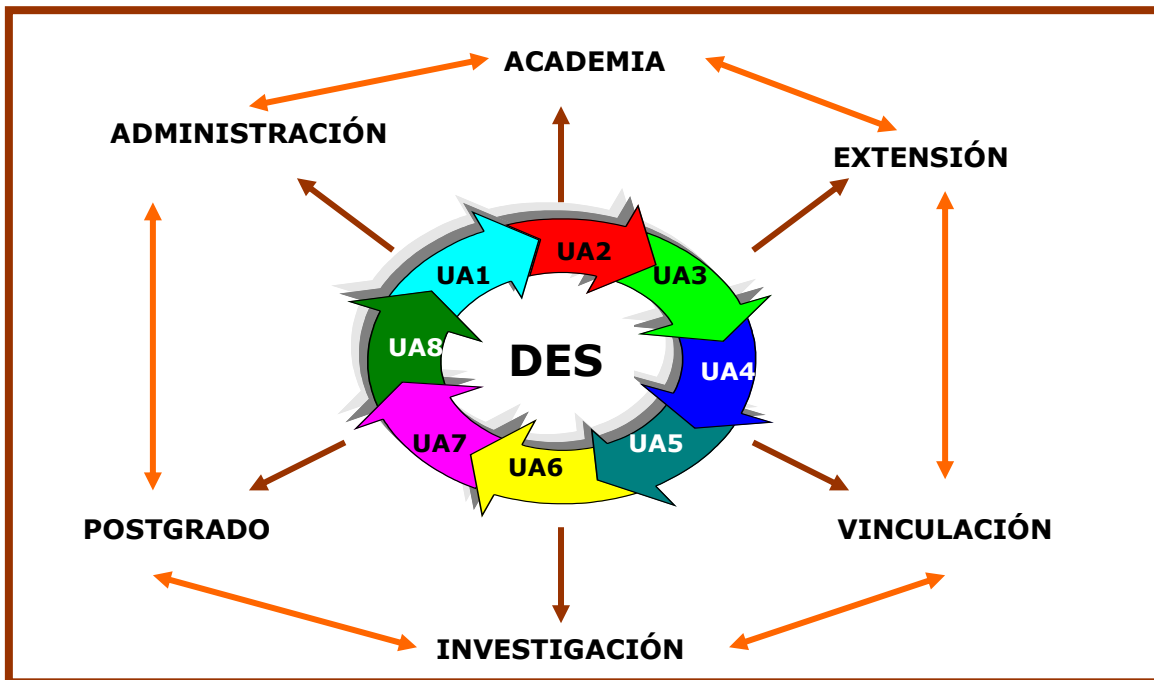 ACADEMIA
ADMINISTRACIÓN
EXTENSIÓN
UA1
UA2
UA3
UA8
DES
UA4
UA7
UA6
UA5
POSTGRADO
VINCULACIÓN
INVESTIGACIÓN